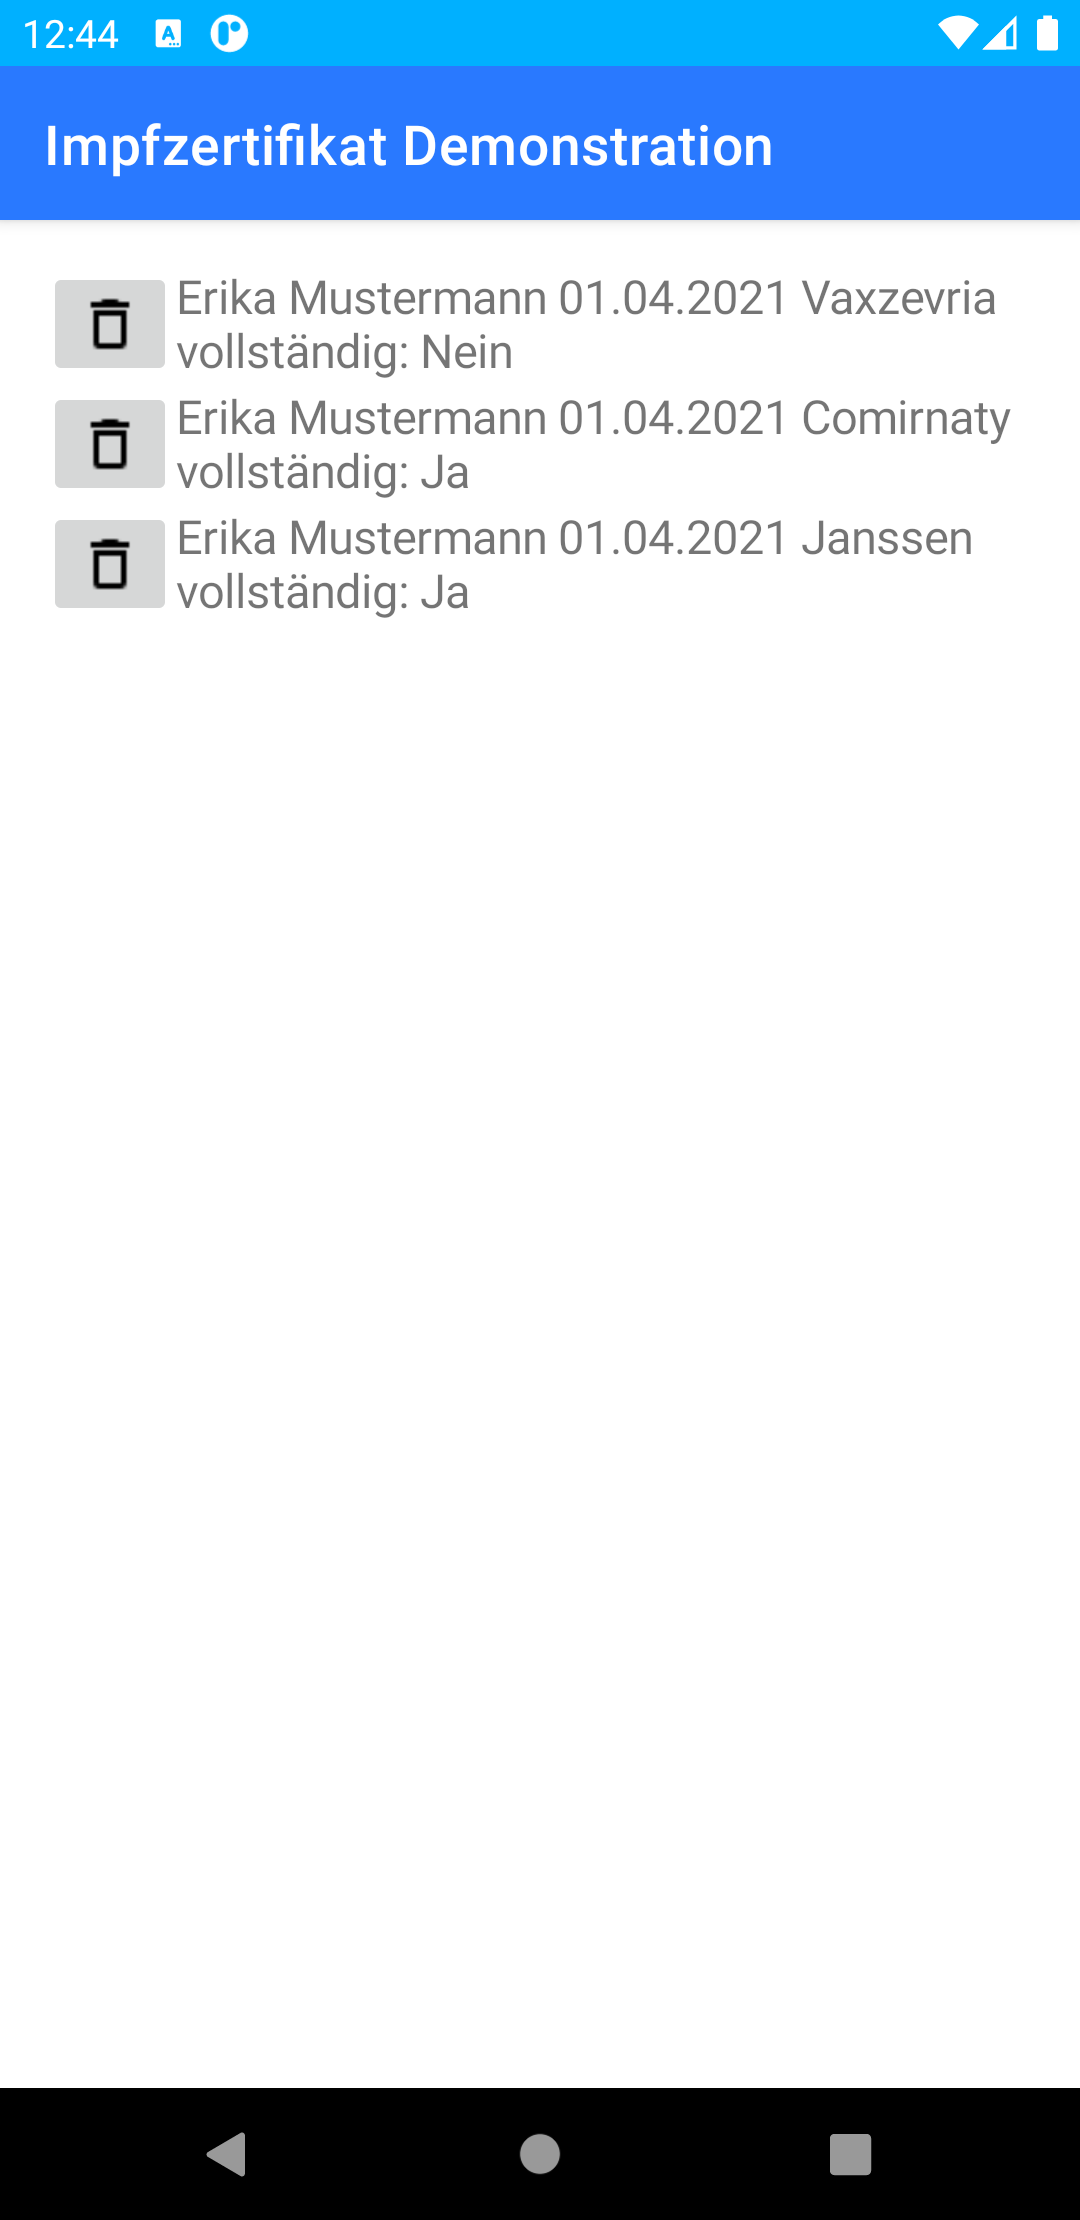 12:44
Impfzertifikat Demonstration
Erika Mustermann 01.04.2021 Vaxzevria
vollständig: Nein
Erika Mustermann 01.04.2021 Comirnaty
vollständig: Ja
Erika Mustermann 01.04.2021 Janssen
vollständig: Ja